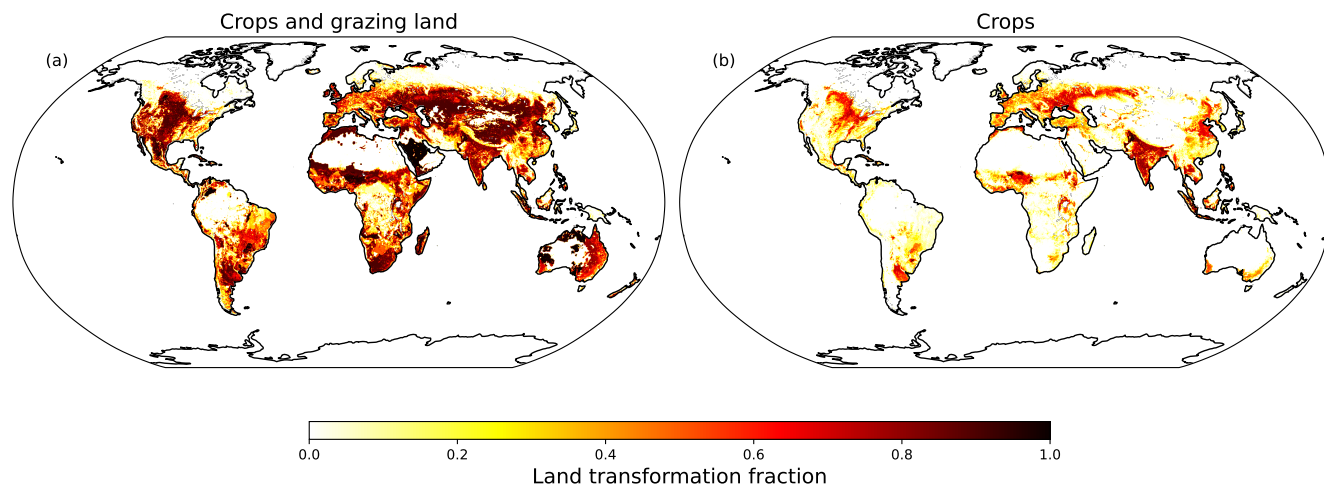 Crops and grazing land
Crops
(a)
(b)
0.0 0.2 0.4 0.6 0.8 1.0
Land transformation fraction